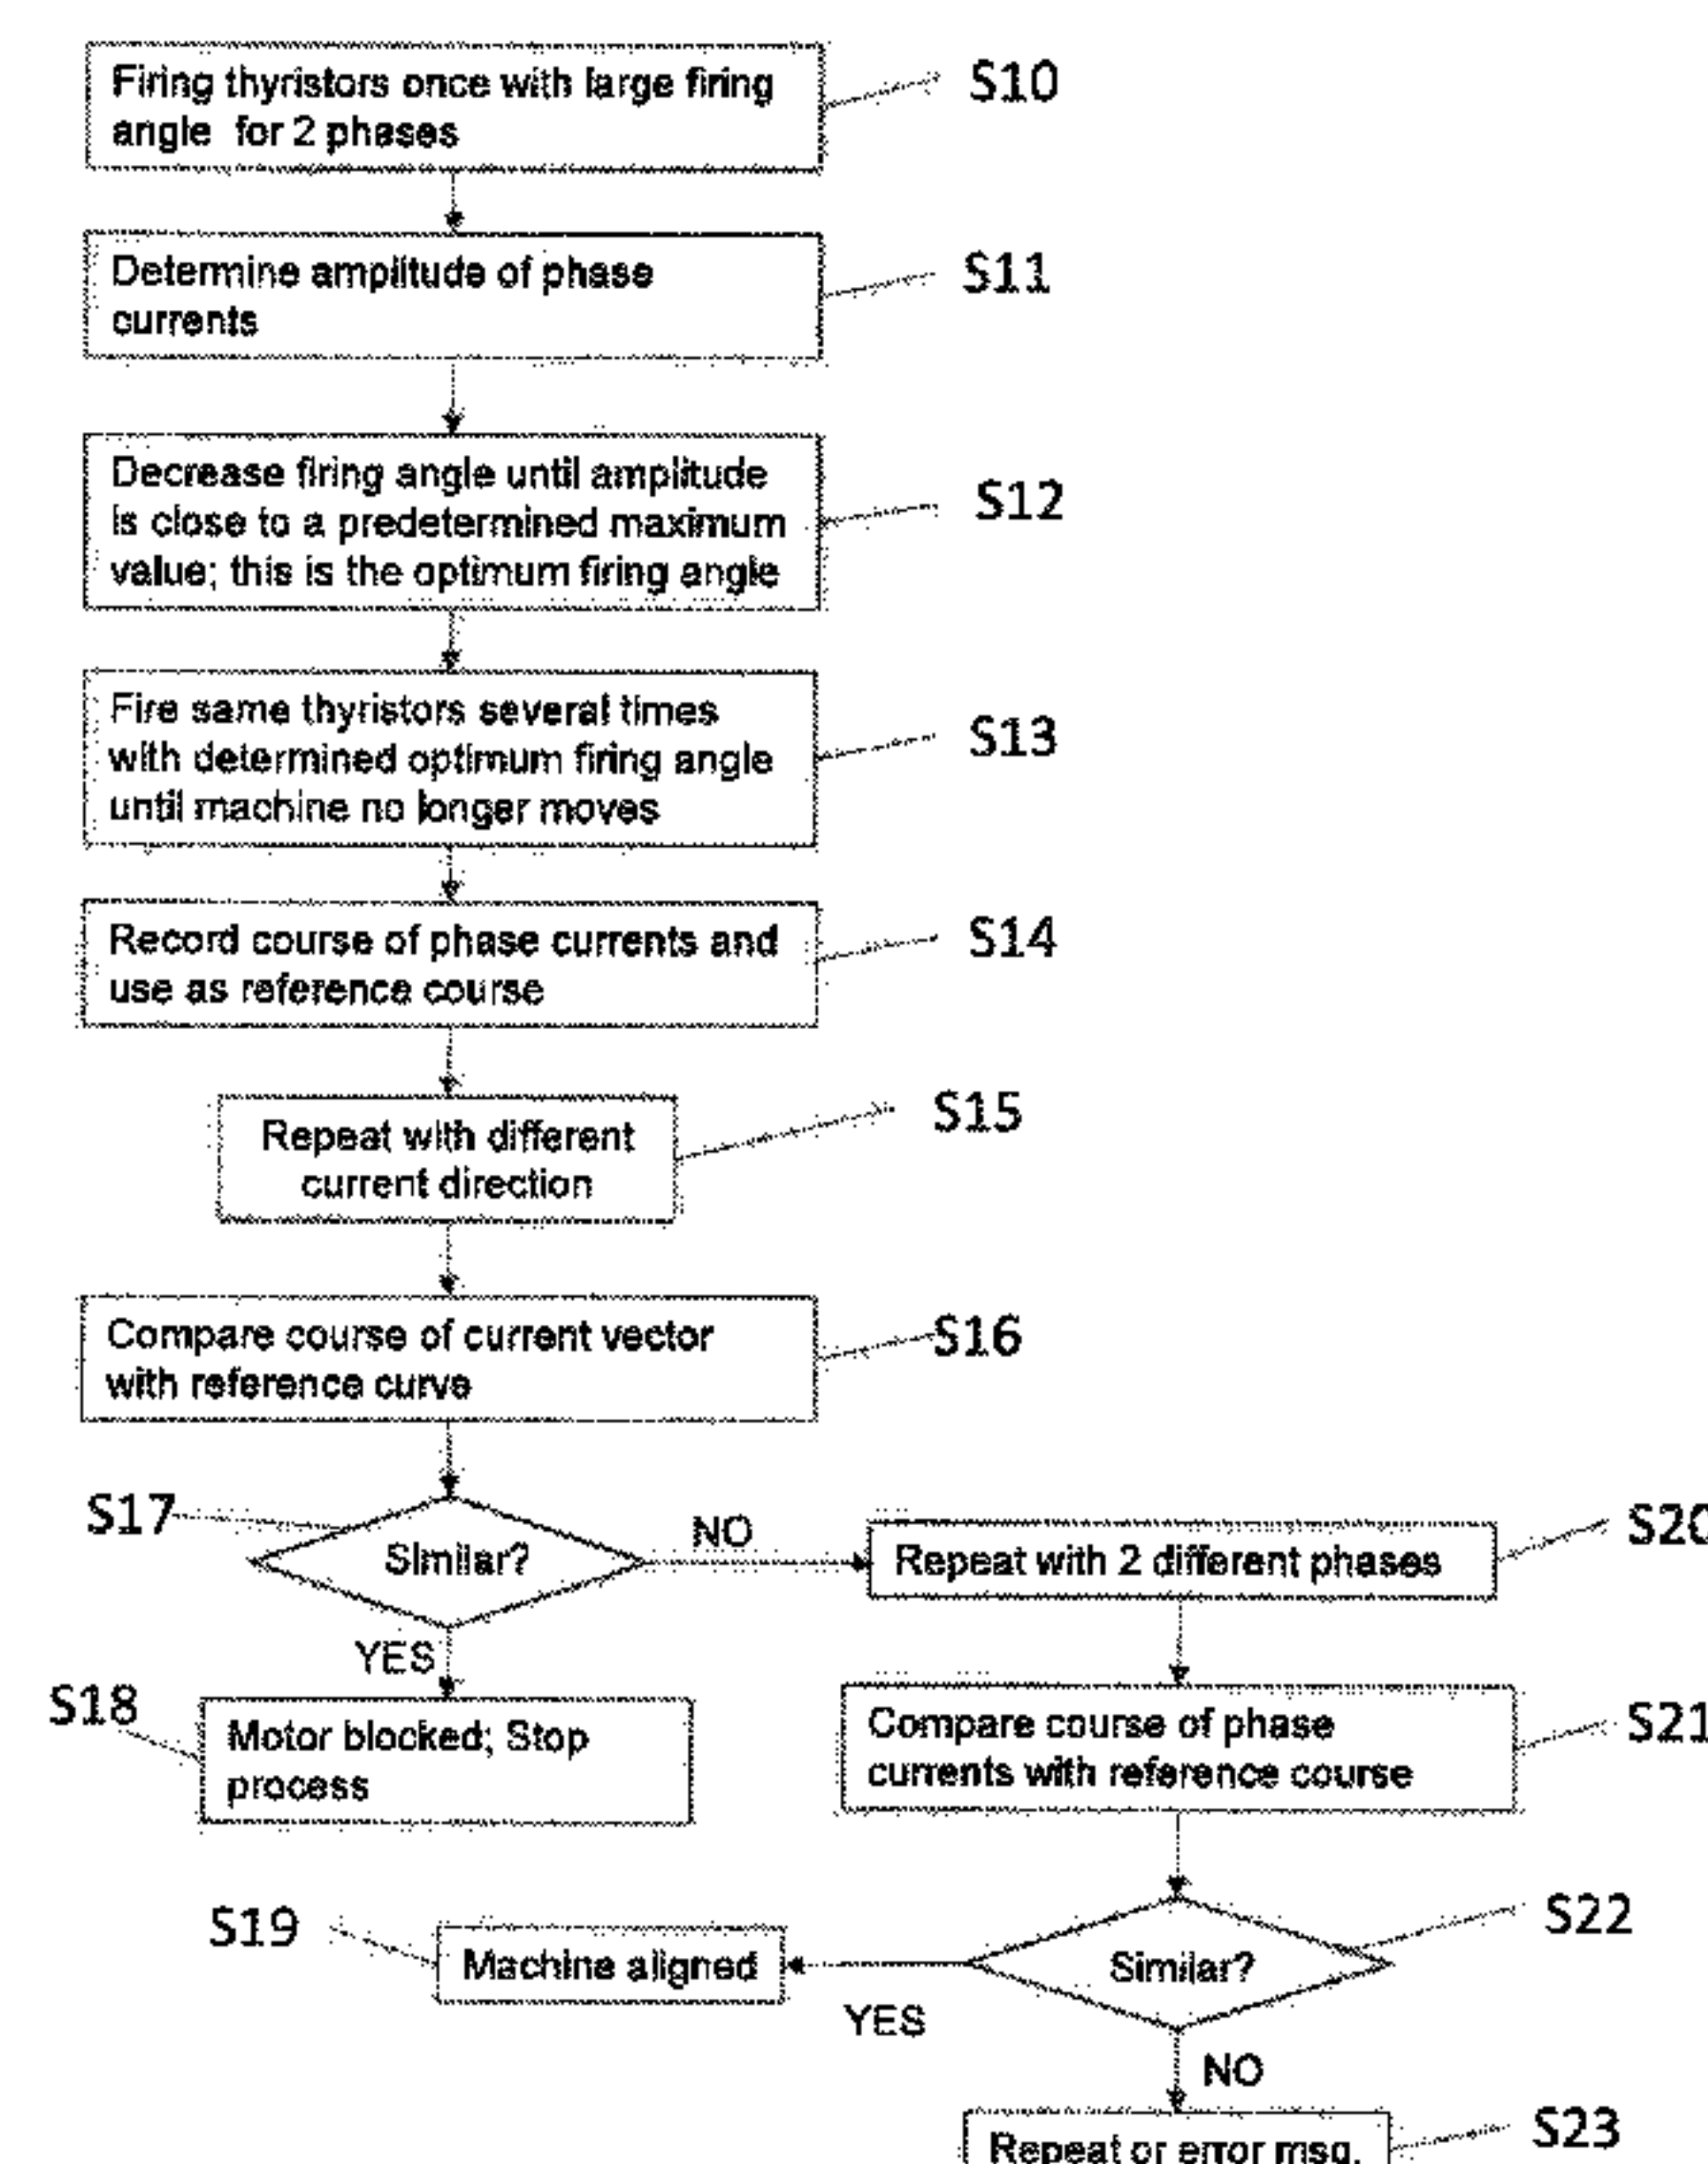 Firing thyristors once with large firing
angle for 2 phases
S10
Determine amplitude of phase
currents
S11
Decrease firing angle until amplitude
is close to a predetermined maximum
value; this is the optimum firing angle
S12
Fire same thyristors several times
with determined optimum firing angle
until machine no longer moves
S13
Record course of phase currents and
use as reference course
S14
Repeat with different
current direction
S15
Compare course of current vector
with reference curve
S16
S17
Similar?
NO
Repeat with 2 different phases
S20
YES
S18
Motor blocked; Stop
process
Compare course of phase
currents with reference course
S21
S19
Machine aligned
YES
Similar?
S22
NO
Repeat or error msg.
S23